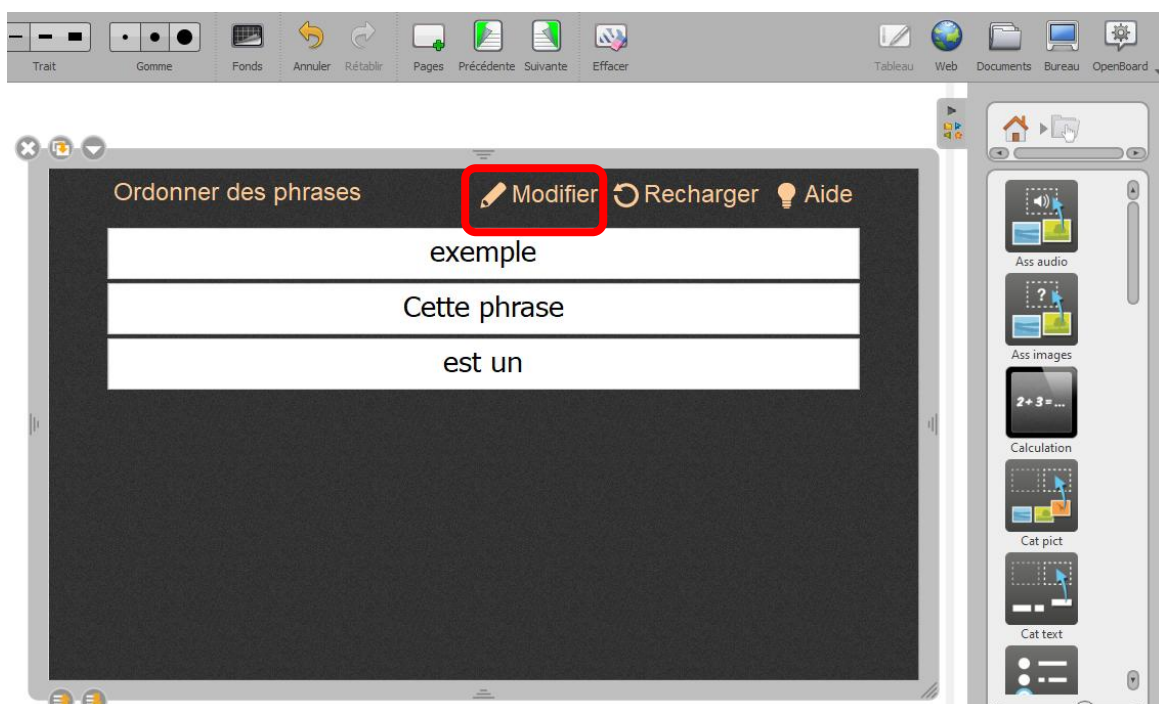 Trait Gomme Fonds Annuler Rétablir Pages Précédente Suivante Effacer Tableau Web Documents Bureau OpenBoard
Ordonner des phrases Modifier Recharger Aide
exemple
Cette phrase
est un
Ass audio
?
Ass images
2+3=...
Calculation
Cat pict
Cat text